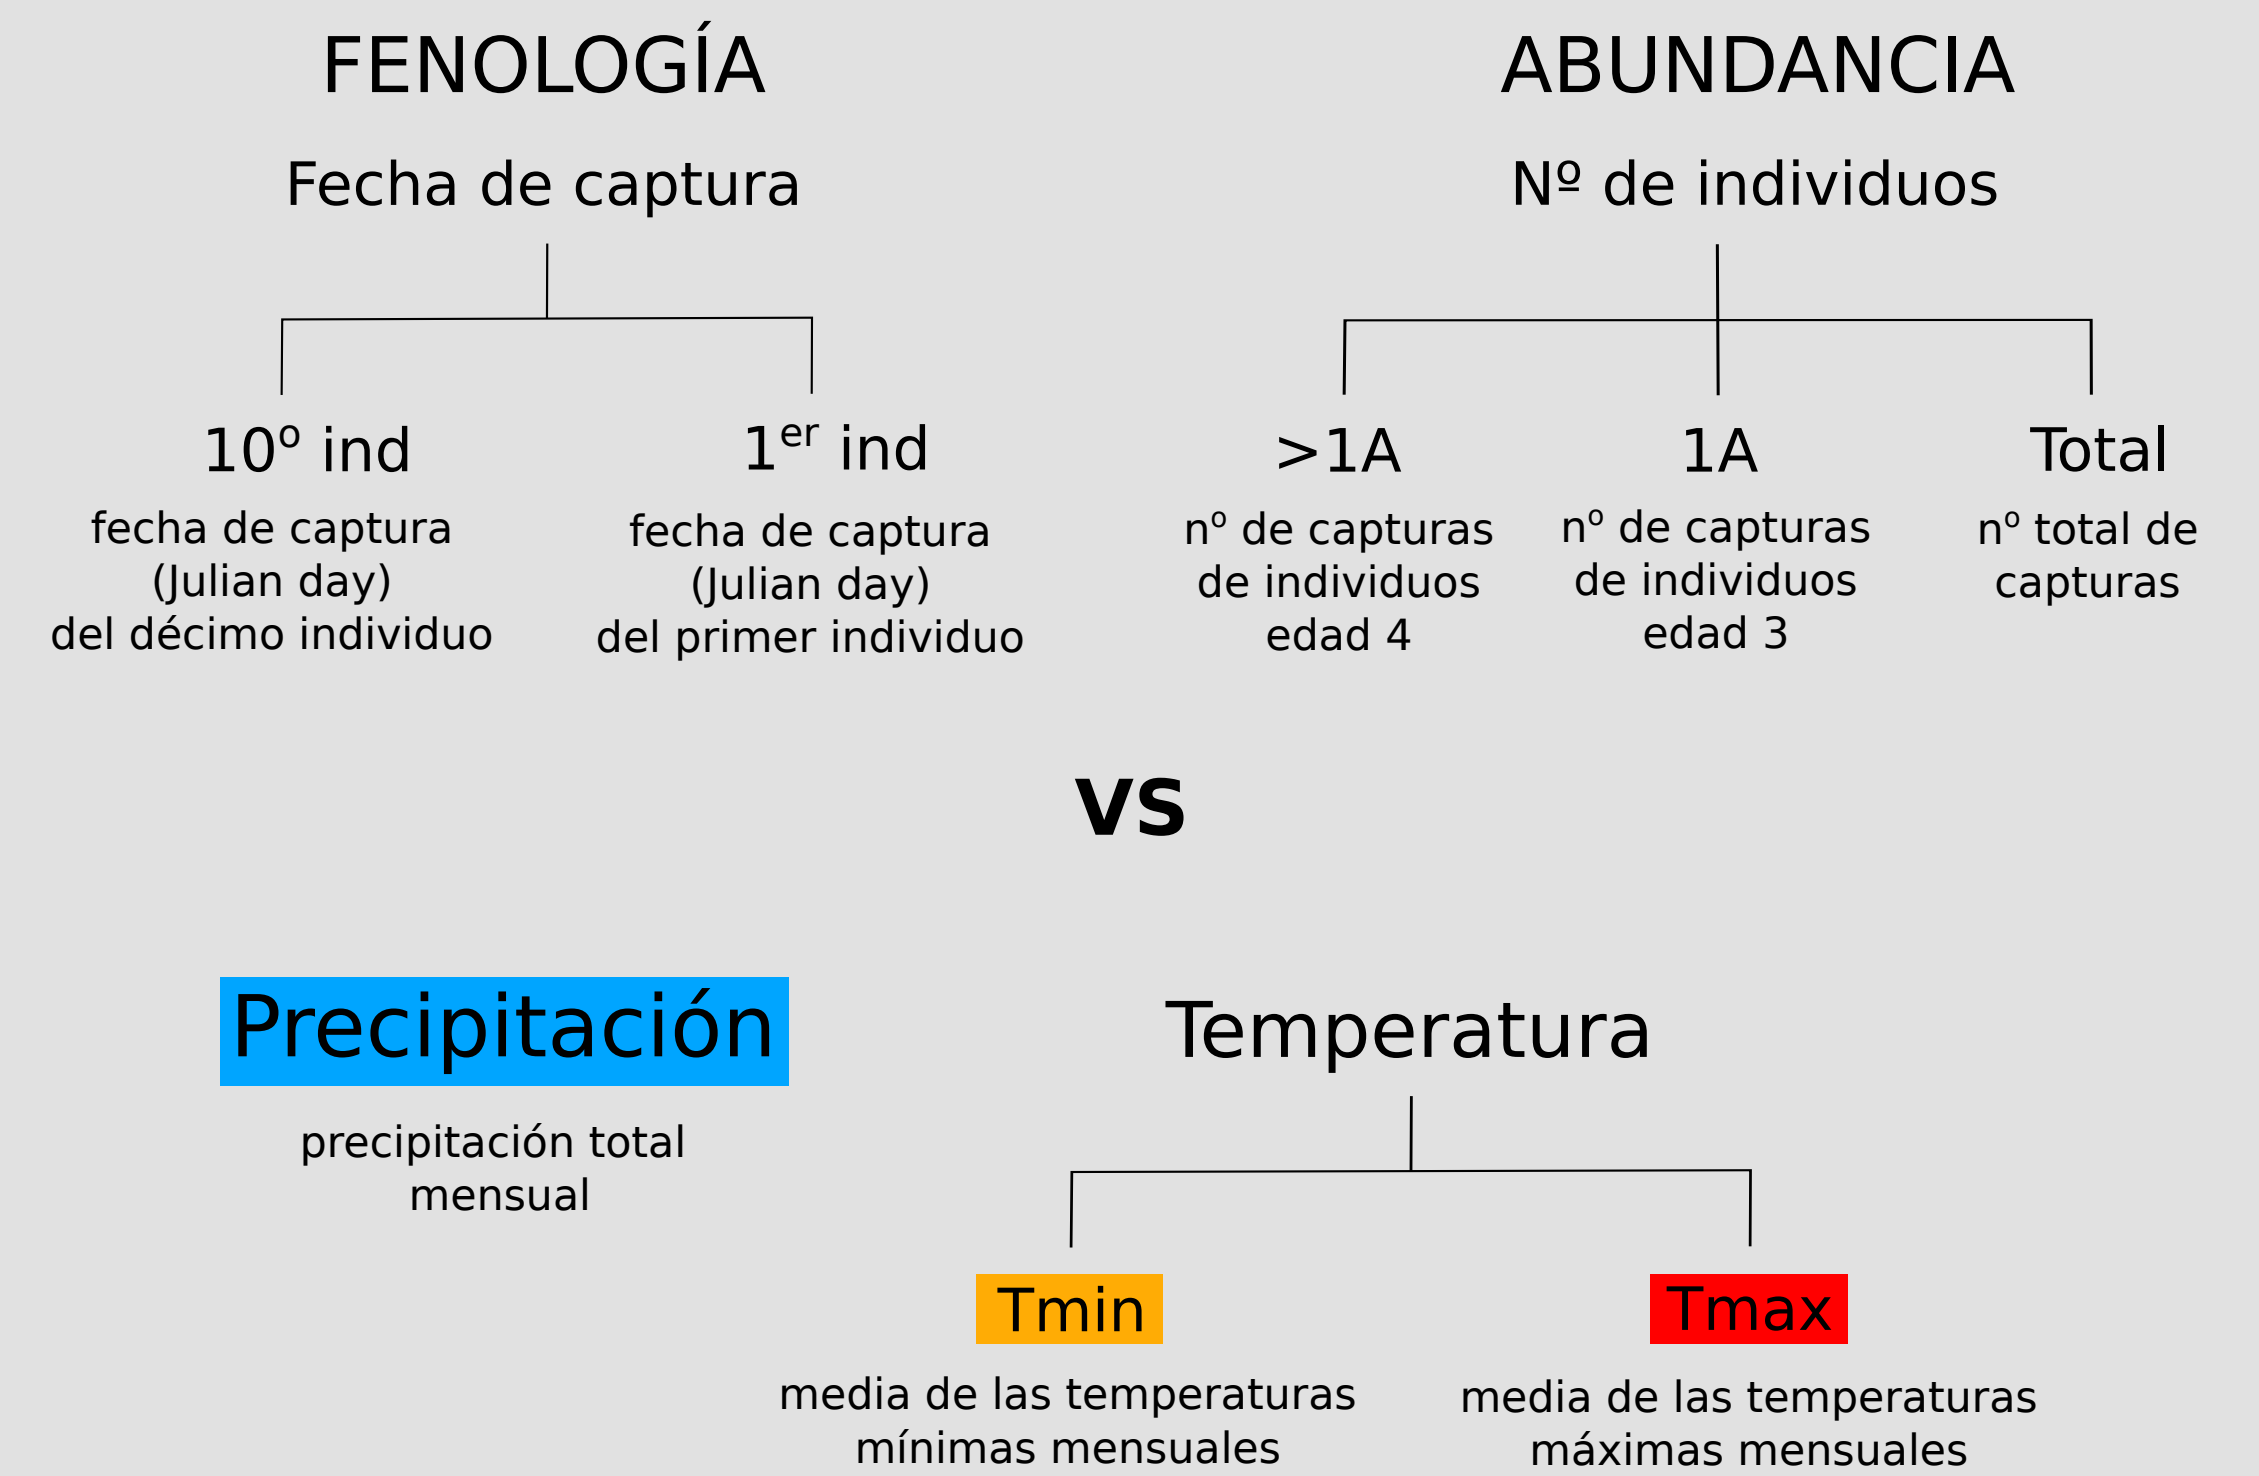 FENOLOGÍA
Fecha de captura
10º ind
fecha de captura
(Julian day)
del décimo individuo
1er ind
fecha de captura
(Julian day)
del primer individuo
ABUNDANCIA
Nº de individuos
>1A
nº de capturas
de individuos
edad 4
1A
nº de capturas
de individuos
edad 3
Total
nº total de
capturas
VS
Precipitación
precipitación total
mensual
Temperatura
Tmin
media de las temperaturas
mínimas mensuales
Tmax
media de las temperaturas
máximas mensuales